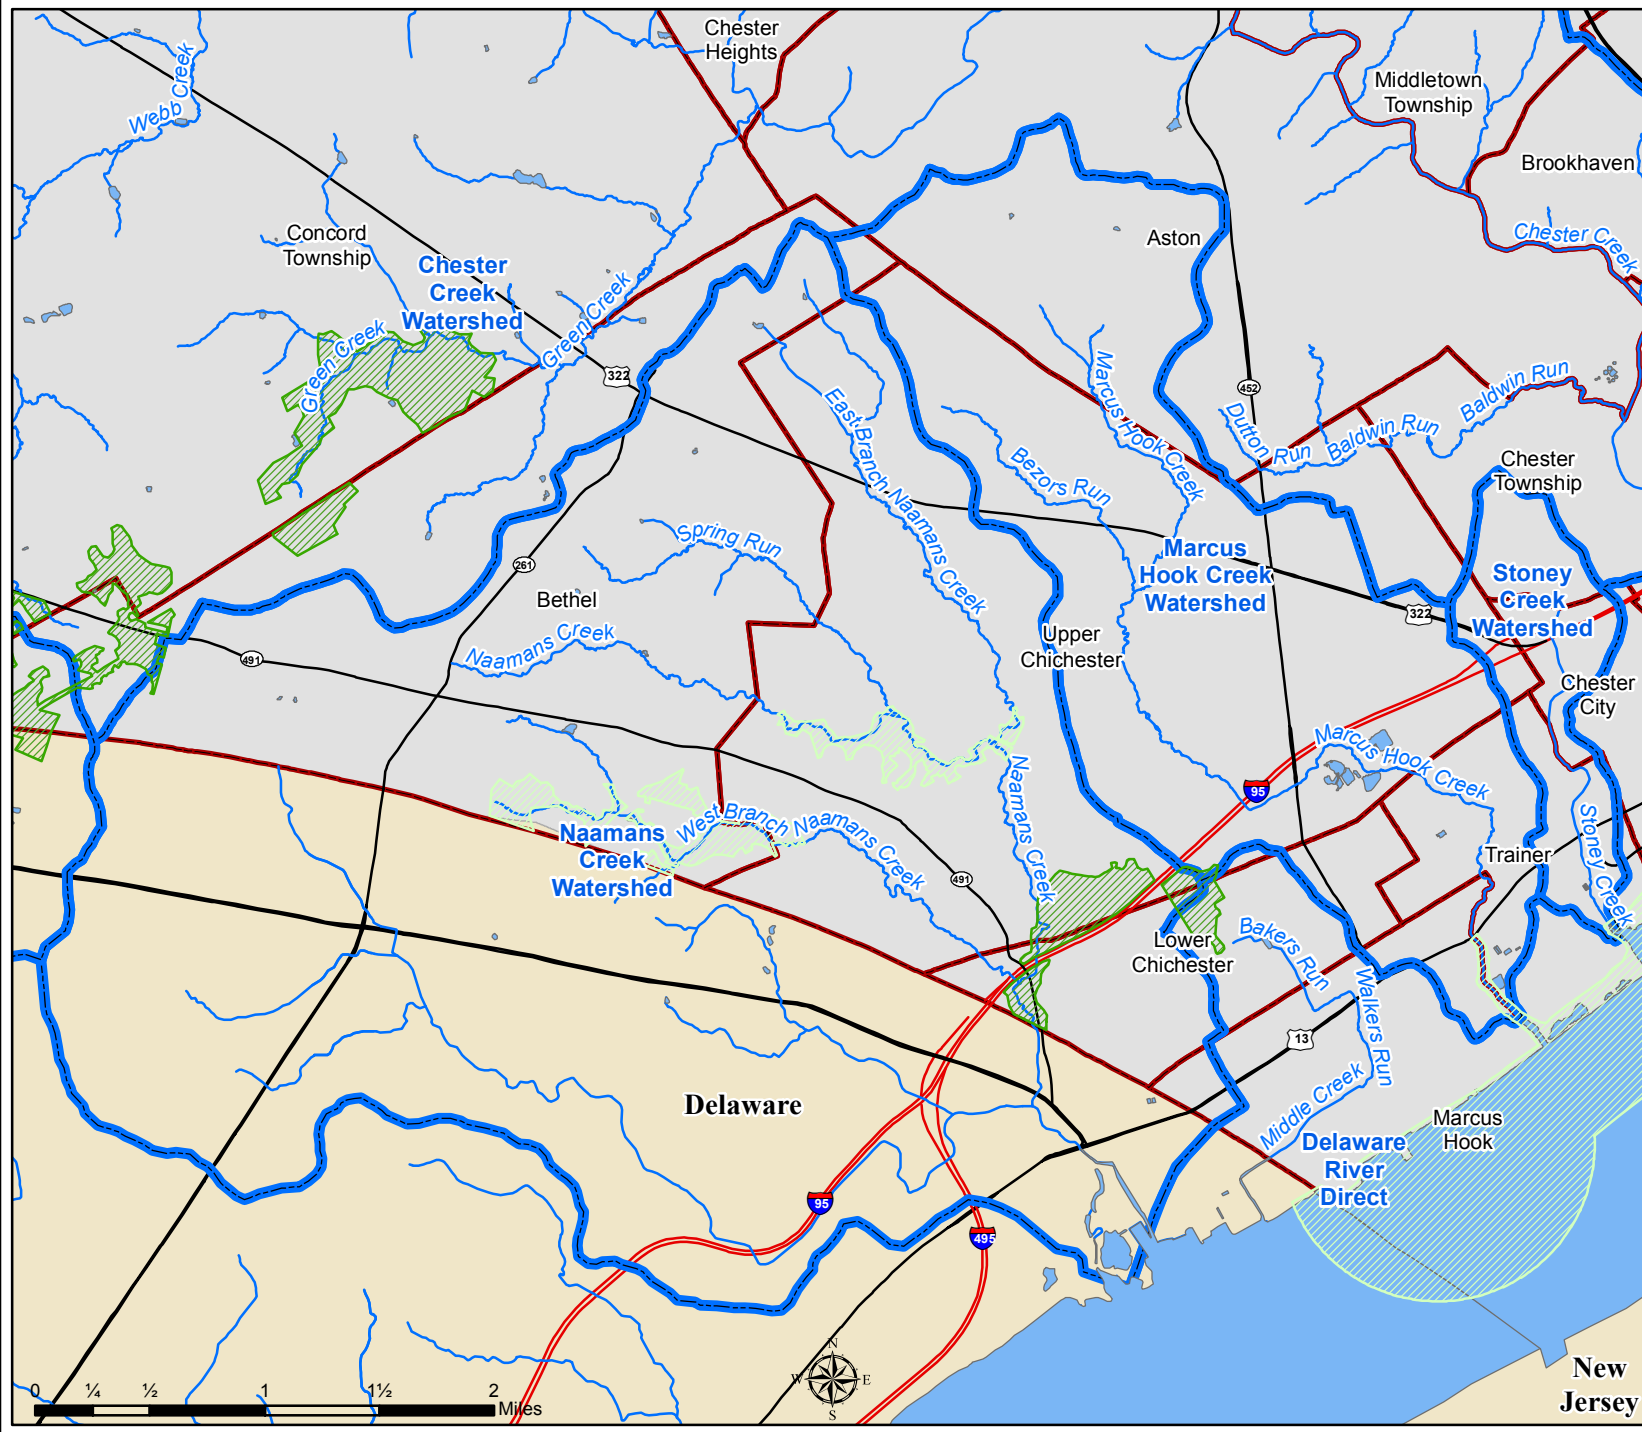 Chester
Heights
Webb Creek
Middletown
Township
Brookhaven
Concord
Township
Aston
Chester Creek
Chester
Creek
Watershed
Green Creek
Green Creek
322
452
Marcus Hook Creek
Dutton Run
Baldwin Run
Baldwin Run
East Branch Naamans Creek
Bezors Run
Chester
Township
Spring Run
261
Marcus
Hook Creek
Watershed
Stoney
Creek
Watershed
Bethel
322
Naamans Creek
491
Upper
Chichester
Chester
City
Marcus Hook Creek
95
Naamans Creek
Naamans
Creek
Watershed
West Branch Naamans Creek
491
Trainer
Stoney Creek
Lower
Chichester
Bakers Run
Walkers Run
13
Delaware
Middle Creek
Marcus
Hook
Delaware
River
Direct
95
495
N
W
E
S
New
Jersey
0 ¼ ½ 1 1½ 2
Miles